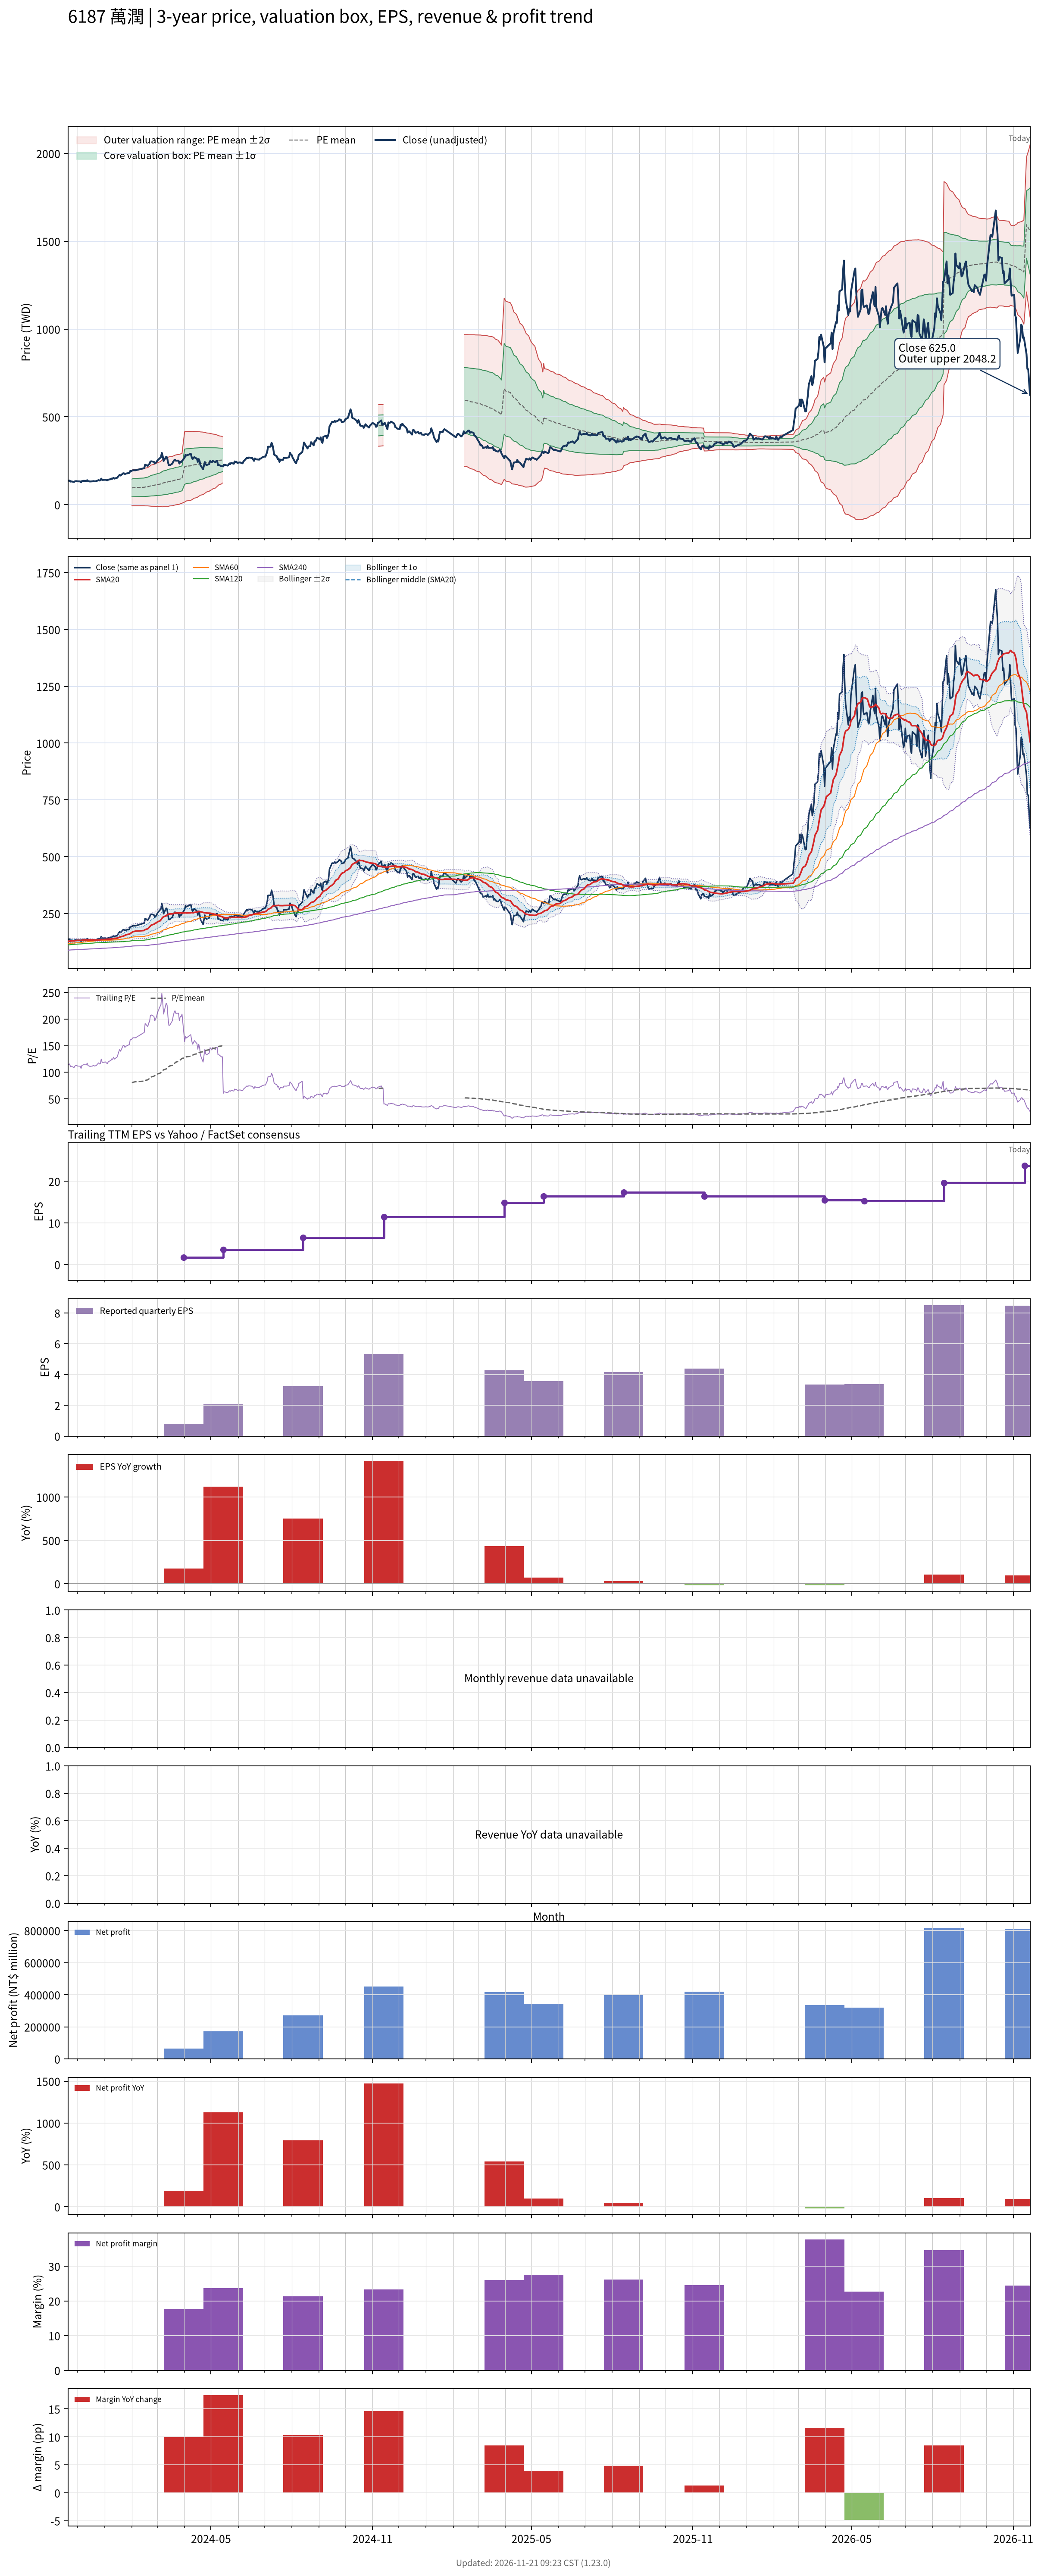 6187 萬潤 | 3-year price, valuation box, EPS, revenue & profit trend
Outer valuation range: PE mean ±2σ
Core valuation box: PE mean ±1σ
PE mean
Close (unadjusted)
Today
2000
1500
1000
500
0
Price (TWD)
Close 625.0
Outer upper 2048.2
Close (same as panel 1)
SMA20
SMA60
SMA120
SMA240
Bollinger ±2σ
Bollinger ±1σ
Bollinger middle (SMA20)
1750
1500
1250
1000
750
500
250
Price
Trailing P/E
P/E mean
250
200
150
100
50
P/E
Trailing TTM EPS vs Yahoo / FactSet consensus
Today
20
10
0
EPS
Reported quarterly EPS
8
6
4
2
0
EPS
EPS YoY growth
1000
500
0
YoY (%)
1.0
0.8
0.6
0.4
0.2
0.0
Monthly revenue data unavailable
1.0
0.8
0.6
0.4
0.2
0.0
YoY (%)
Revenue YoY data unavailable
Month
Net profit
800000
600000
400000
200000
0
Net profit (NT$ million)
Net profit YoY
1500
1000
500
0
YoY (%)
Net profit margin
30
20
10
0
Margin (%)
Margin YoY change
15
10
5
0
-5
Δ margin (pp)
2024-05
2024-11
2025-05
2025-11
2026-05
2026-11
Updated: 2026-11-21 09:23 CST (1.23.0)